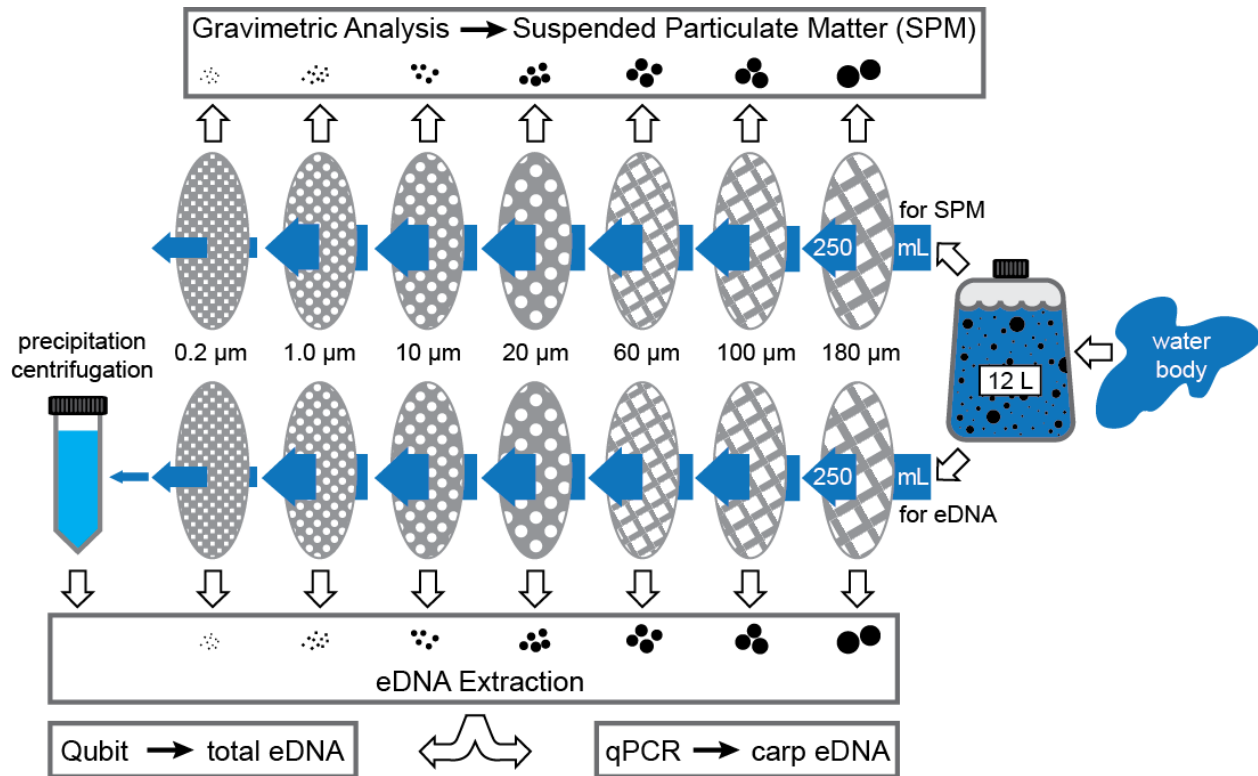 Gravimetric Analysis → Suspended Particulate Matter (SPM)
for SPM
250 mL
precipitation
centrifugation
0.2 µm 1.0 µm 10 µm 20 µm 60 µm 100 µm 180 µm
12 L
water
body
250 mL
for eDNA
eDNA Extraction
Qubit → total eDNA
qPCR → carp eDNA